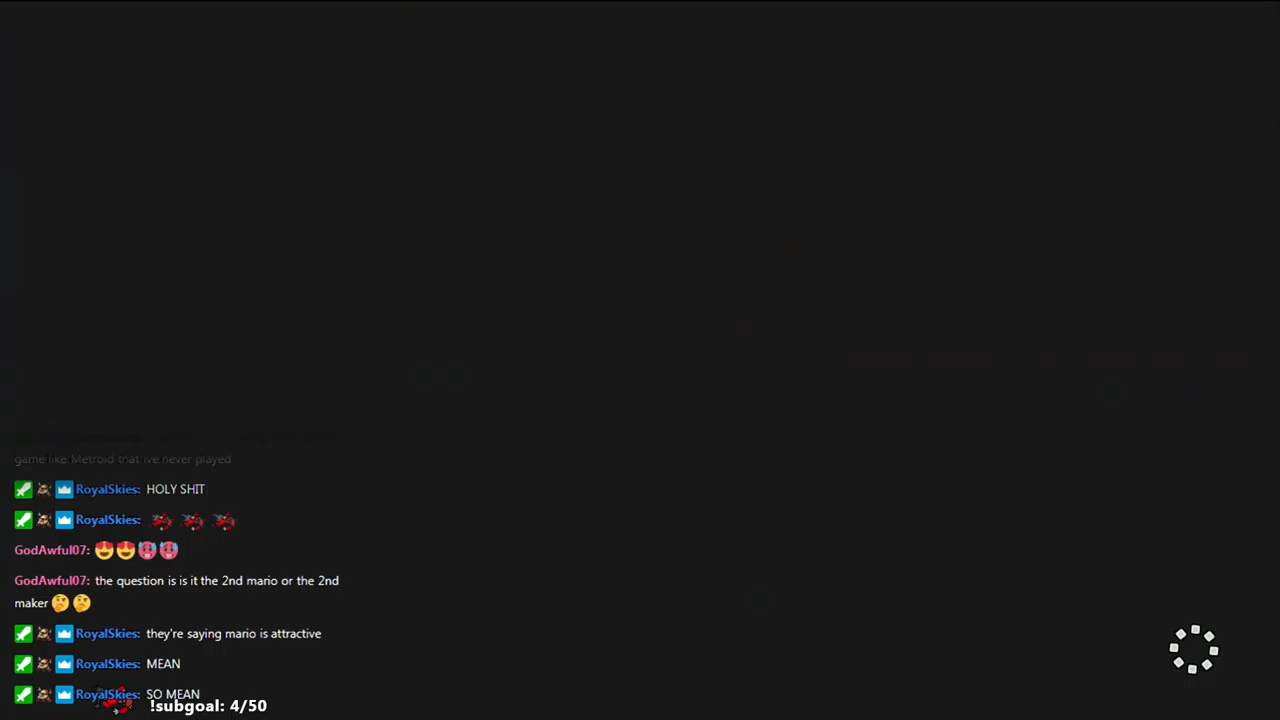 game like Metroid that ive never played
RoyalSkies: HOLY SHIT
RoyalSkies:
GodAwful07: 😍😍🥵🥵
GodAwful07: the question is is it the 2nd mario or the 2nd
maker 🤔🤔
RoyalSkies: they're saying mario is attractive
RoyalSkies: MEAN
RoyalSkies: SO MEAN
!subgoal: 4/50